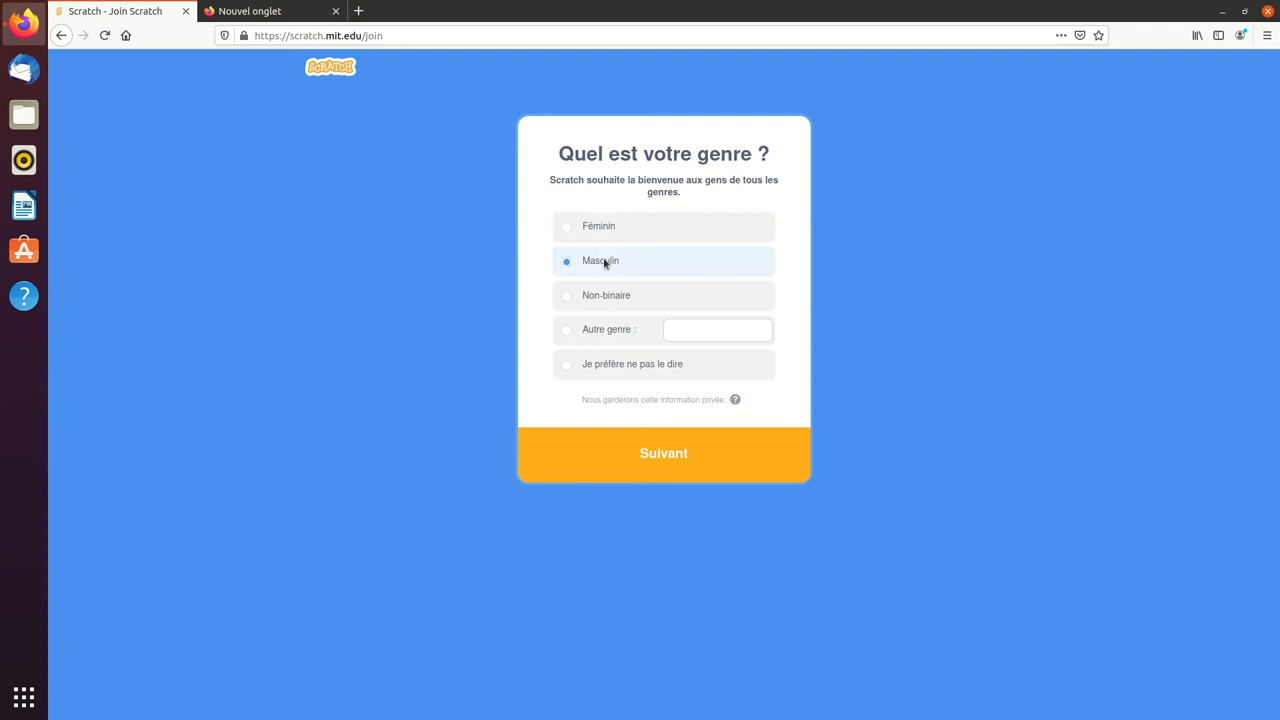 Scratch - Join Scratch
Nouvel onglet
https://scratch.mit.edu/join
SCRATCH
Quel est votre genre ?
Scratch souhaite la bienvenue aux gens de tous les
genres.
Féminin
Masculin
Non-binaire
Autre genre :
Je préfère ne pas le dire
Nous garderons cette information privée. ?
Suivant